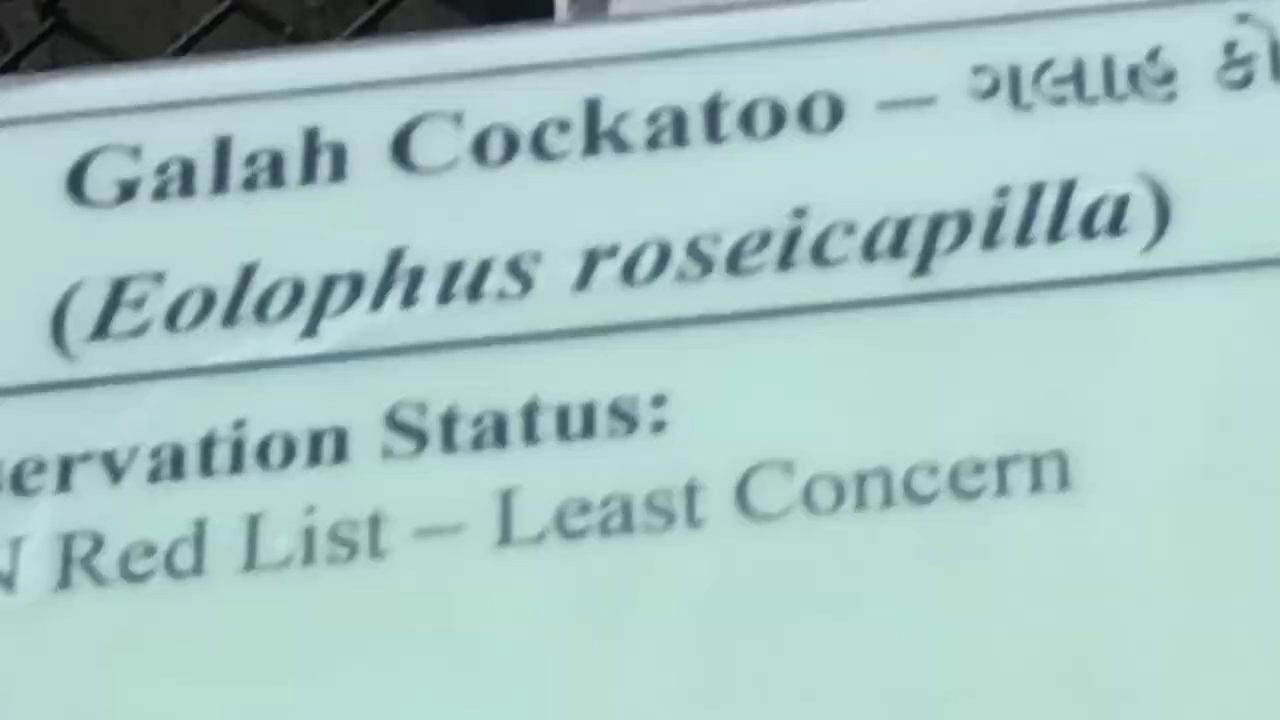 Galah Cockatoo – ગલાહ કો
(Eolophus roseicapilla)
ervation Status:
N Red List – Least Concern